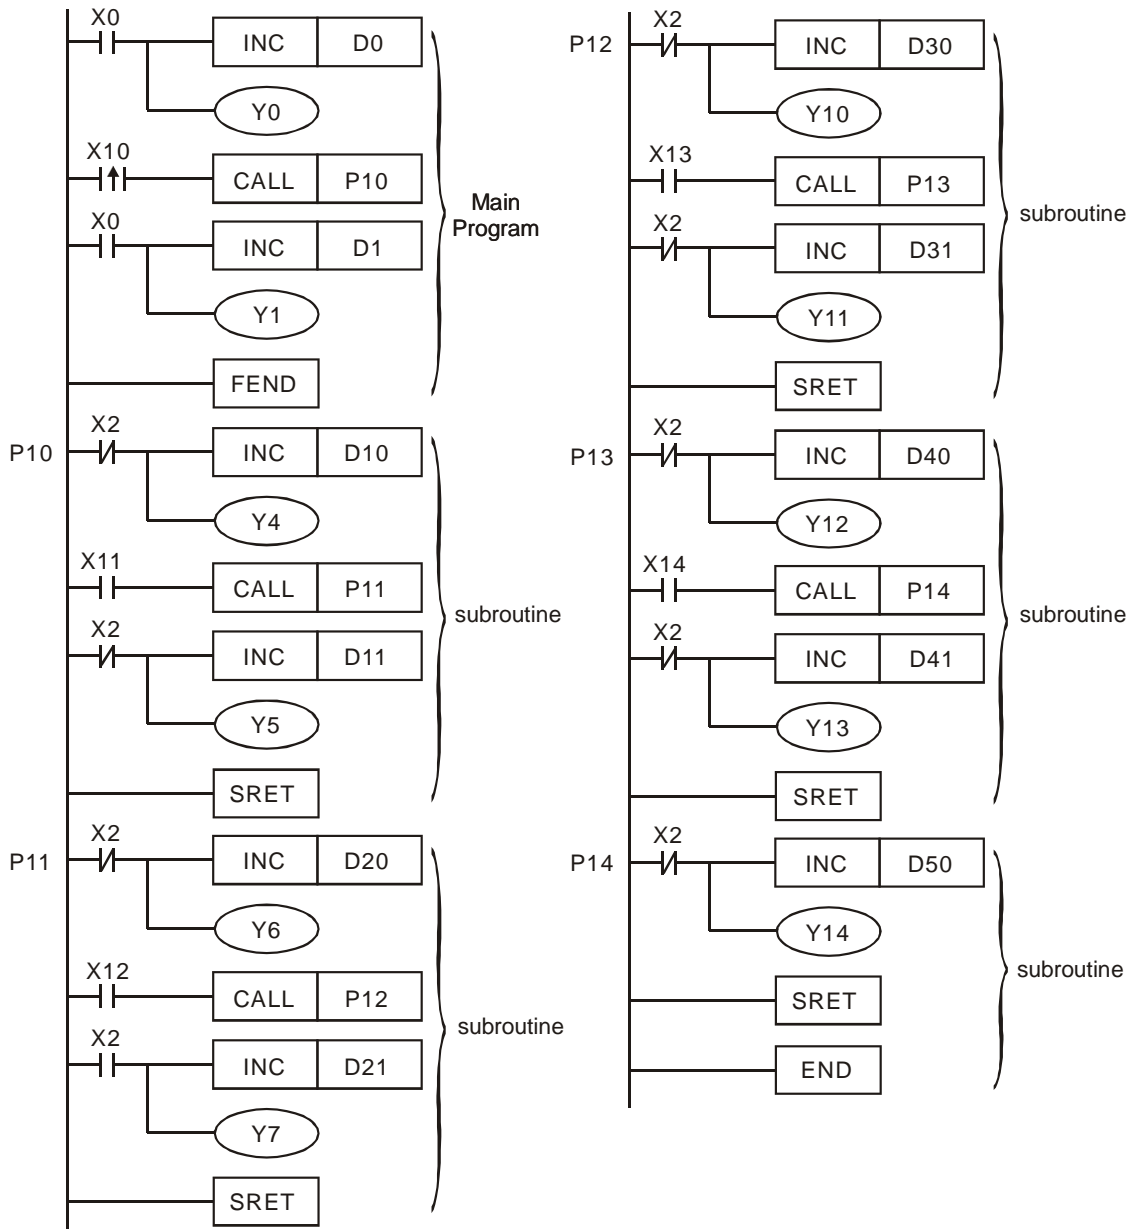 X0
INC D0
Y0
X10
CALL P10
X0
INC D1
Y1
FEND
Main
Program
X2
P10 INC D10
Y4
X11
CALL P11
X2
INC D11
Y5
SRET
subroutine
X2
P11 INC D20
Y6
X12
CALL P12
X2
INC D21
Y7
SRET
subroutine
X2
P12 INC D30
Y10
X13
CALL P13
X2
INC D31
Y11
SRET
subroutine
X2
P13 INC D40
Y12
X14
CALL P14
X2
INC D41
Y13
SRET
subroutine
X2
P14 INC D50
Y14
SRET
END
subroutine